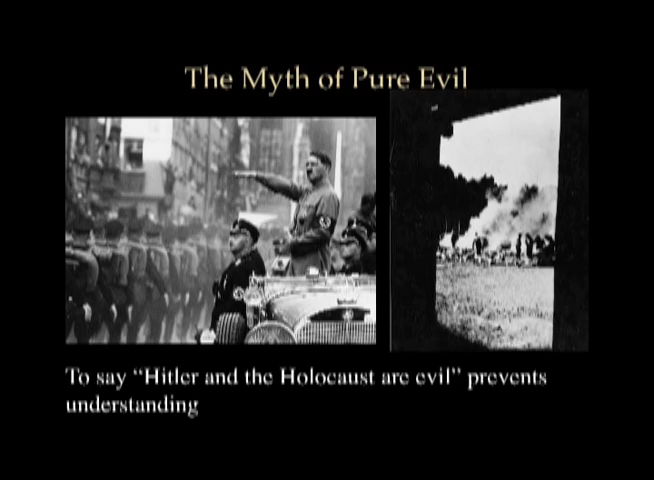 The Myth of Pure Evil
To say “Hitler and the Holocaust are evil” prevents
understanding